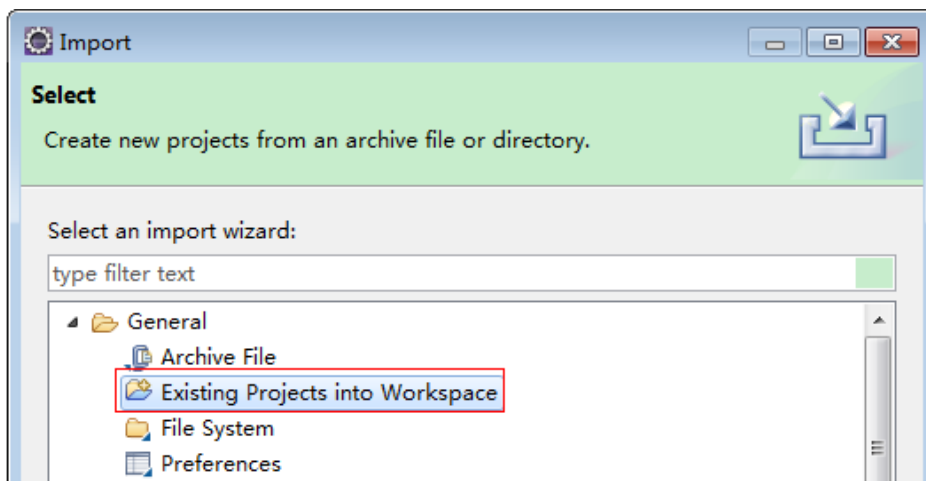 Import
Select
Create new projects from an archive file or directory.
Select an import wizard:
type filter text
General
Archive File
Existing Projects into Workspace
File System
Preferences